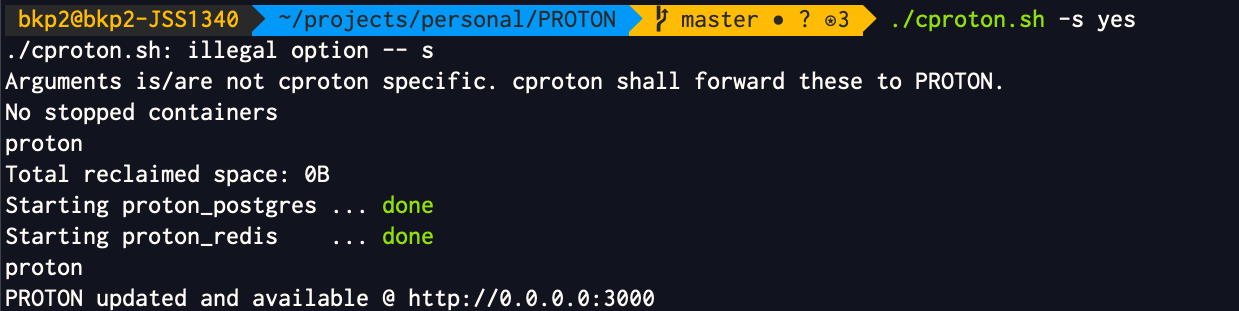 bkp2@bkp2-JSS1340 ~/projects/personal/PROTON master ● ? ⍟3 ./cproton.sh -s yes
./cproton.sh: illegal option -- s
Arguments is/are not cproton specific. cproton shall forward these to PROTON.
No stopped containers
proton
Total reclaimed space: 0B
Starting proton_postgres ... done
Starting proton_redis    ... done
proton
PROTON updated and available @ http://0.0.0.0:3000